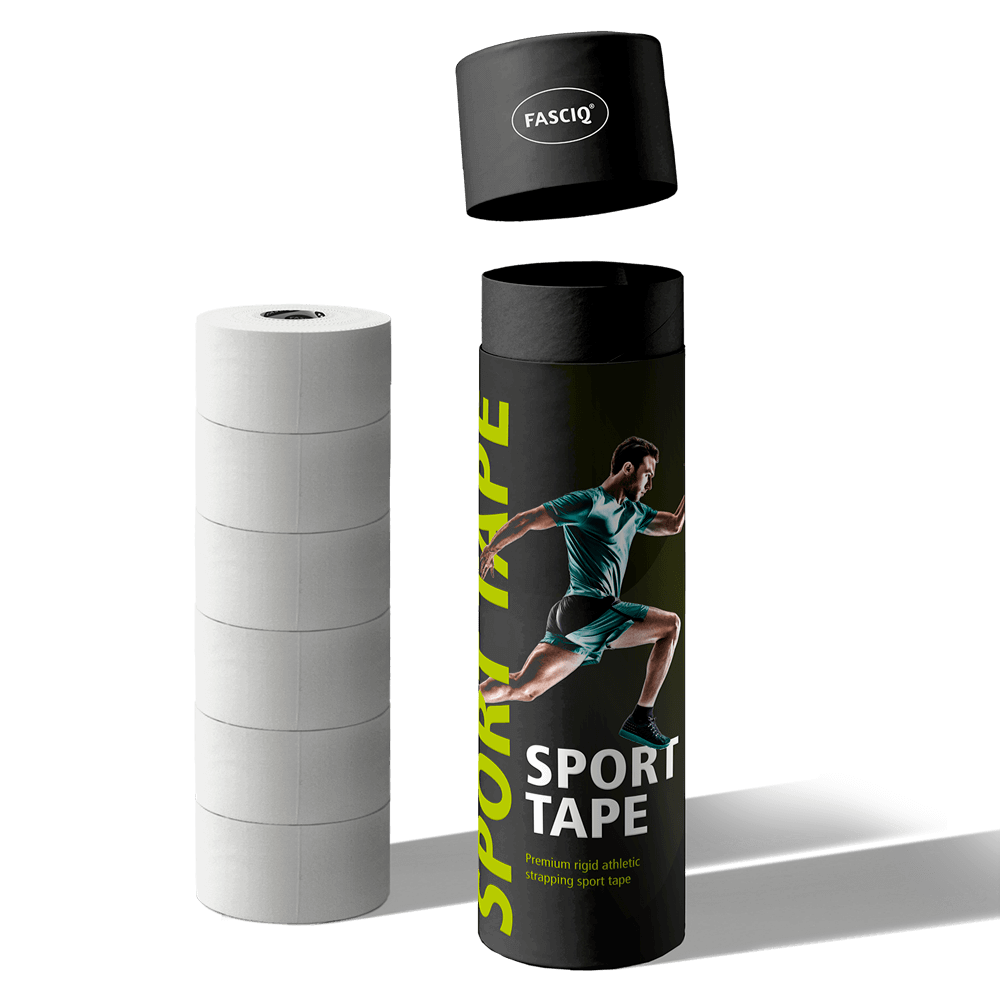 FASCIQ®
SPORT TAPE
SPORT
TAPE
Premium rigid athletic
strapping sport tape